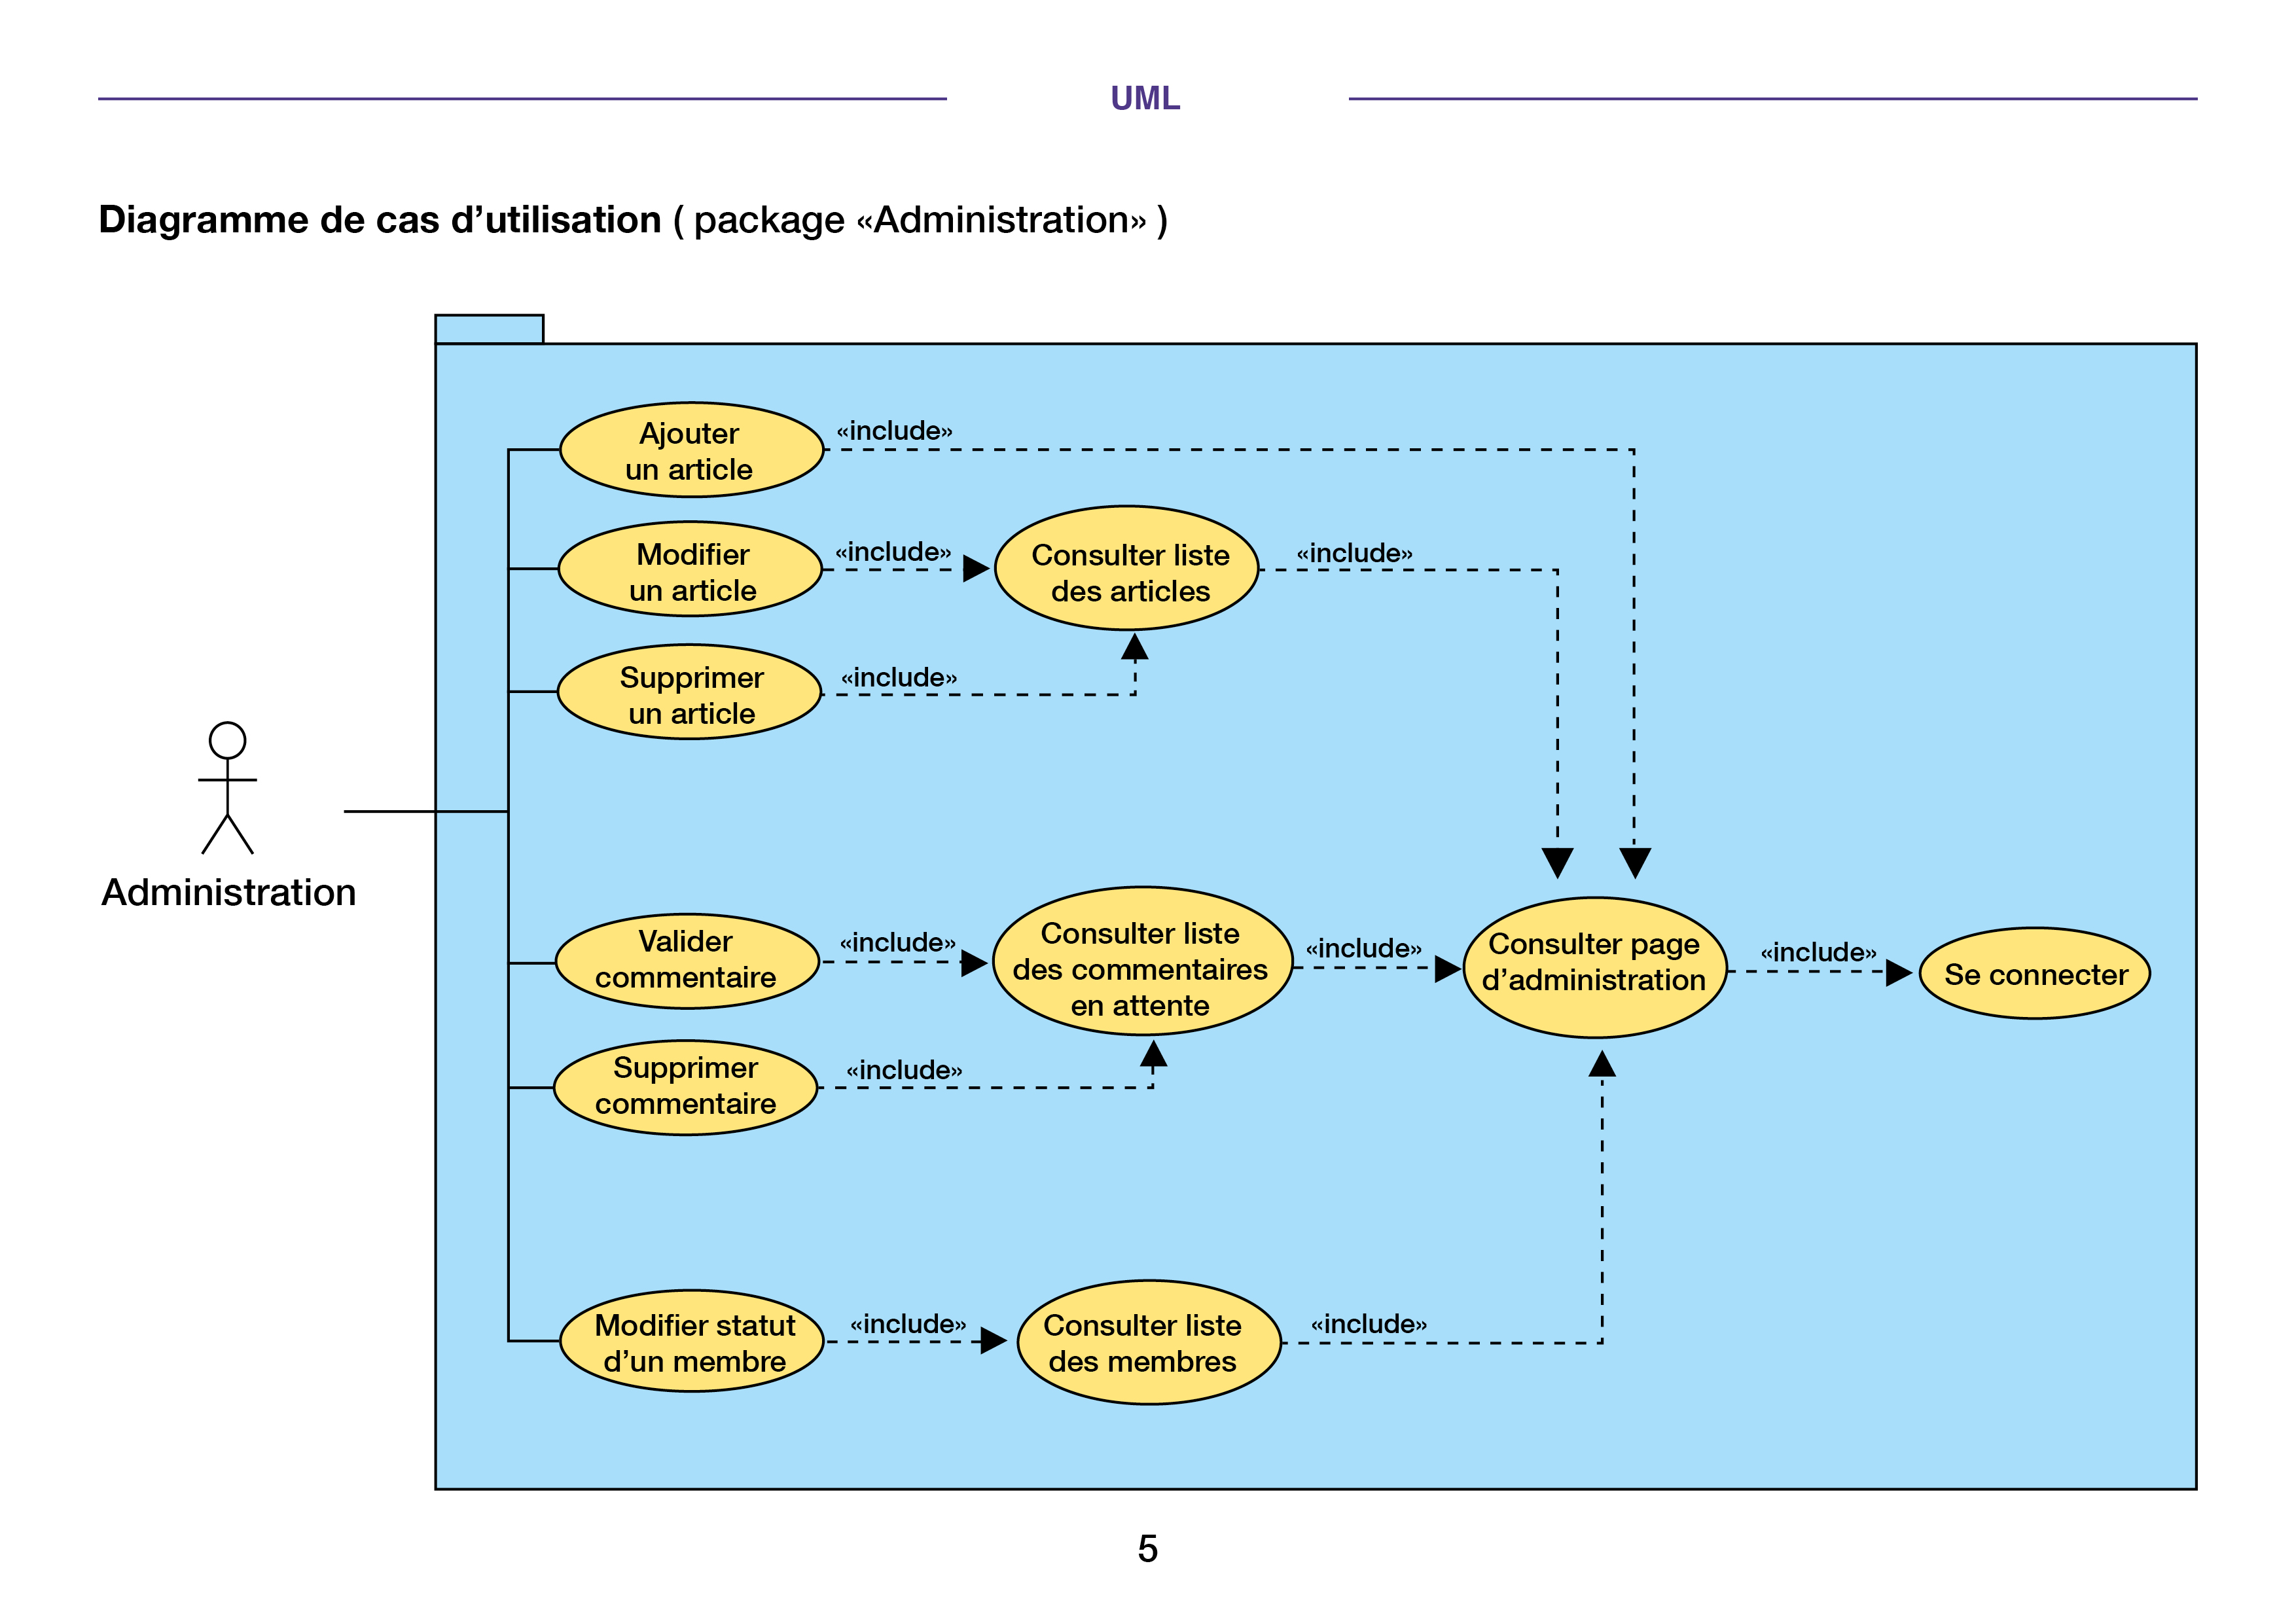 UML
Diagramme de cas d’utilisation ( package «Administration» )
Ajouter
un article
«include»
Modifier
un article
«include»
Consulter liste
des articles
«include»
Supprimer
un article
«include»
Administration
Valider
commentaire
«include»
Consulter liste
des commentaires
en attente
«include»
Consulter page
d’administration
«include»
Se connecter
Supprimer
commentaire
«include»
Modifier statut
d’un membre
«include»
Consulter liste
des membres
«include»
5